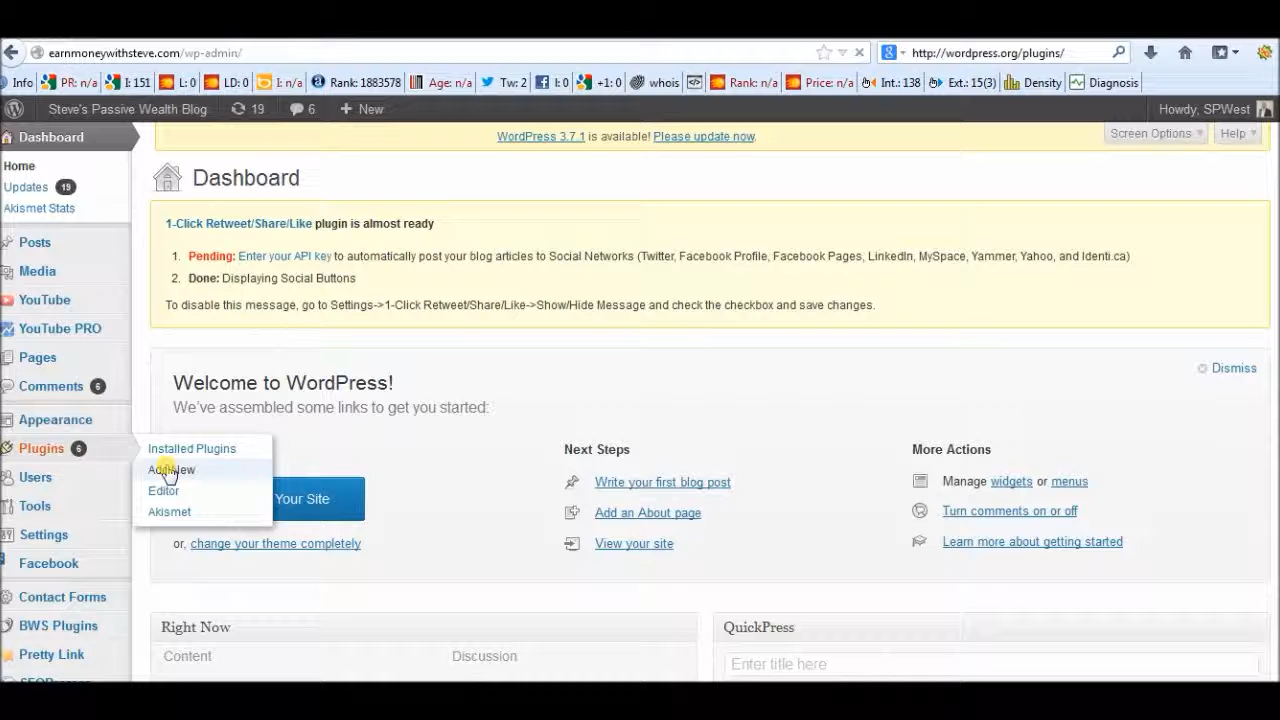 earnmoneywithsteve.com/wp-admin/
http://wordpress.org/plugins/
Info PR: n/a I: 151 L: 0 LD: 0 I: n/a Rank: 1883578 Age: n/a Tw: 2 I: 0 +1: 0 whois Rank: n/a Price: n/a Int.: 138 Ext.: 15(3) Density Diagnosis
Steve's Passive Wealth Blog 19 6 + New Howdy, SPWest
WordPress 3.7.1 is available! Please update now.
Screen Options Help
Dashboard
Home
Updates 19
Akismet Stats
Posts
Media
YouTube
YouTube PRO
Pages
Comments 6
Appearance
Plugins 6
Users
Tools
Settings
Facebook
Contact Forms
BWS Plugins
Pretty Link
Installed Plugins
Add New
Editor
Akismet
Dashboard
1-Click Retweet/Share/Like plugin is almost ready
1. Pending: Enter your API key to automatically post your blog articles to Social Networks (Twitter, Facebook Profile, Facebook Pages, LinkedIn, MySpace, Yammer, Yahoo, and Identi.ca)
2. Done: Displaying Social Buttons
To disable this message, go to Settings->1-Click Retweet/Share/Like->Show/Hide Message and check the checkbox and save changes.
Dismiss
Welcome to WordPress!
We've assembled some links to get you started:
Your Site
or, change your theme completely
Next Steps
Write your first blog post
Add an About page
View your site
More Actions
Manage widgets or menus
Turn comments on or off
Learn more about getting started
Right Now
Content Discussion
QuickPress
Enter title here